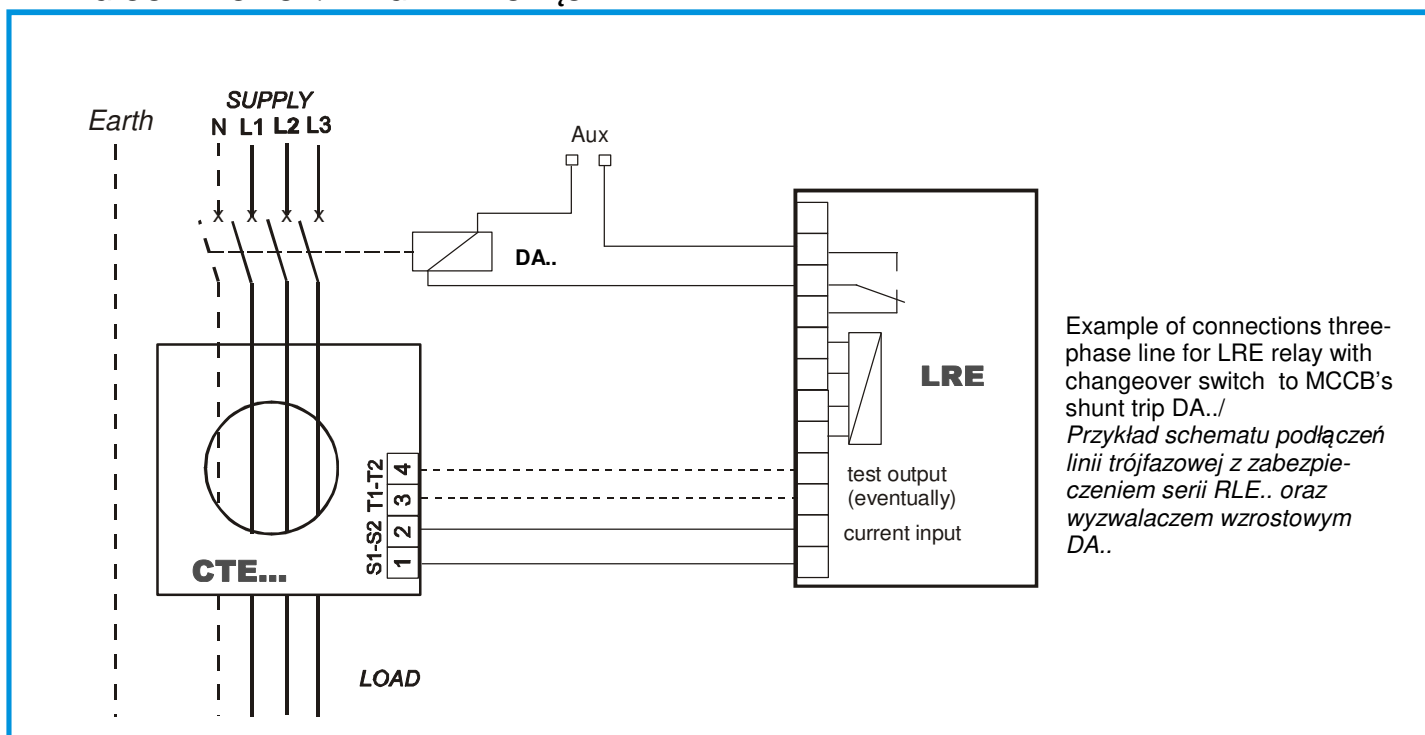 Earth
SUPPLY
N L1 L2 L3
Aux
DA..
LRE
CTE...
S1-S2 T1-T2
1 2 3 4
test output
(eventually)
current input
LOAD
Example of connections three-
phase line for LRE relay with
changeover switch to MCCB's
shunt trip DA../
Przykład schematu podłączeń
linii trójfazowej z zabezpie-
czeniem serii RLE.. oraz
wyzwalaczem wzrostowym
DA..